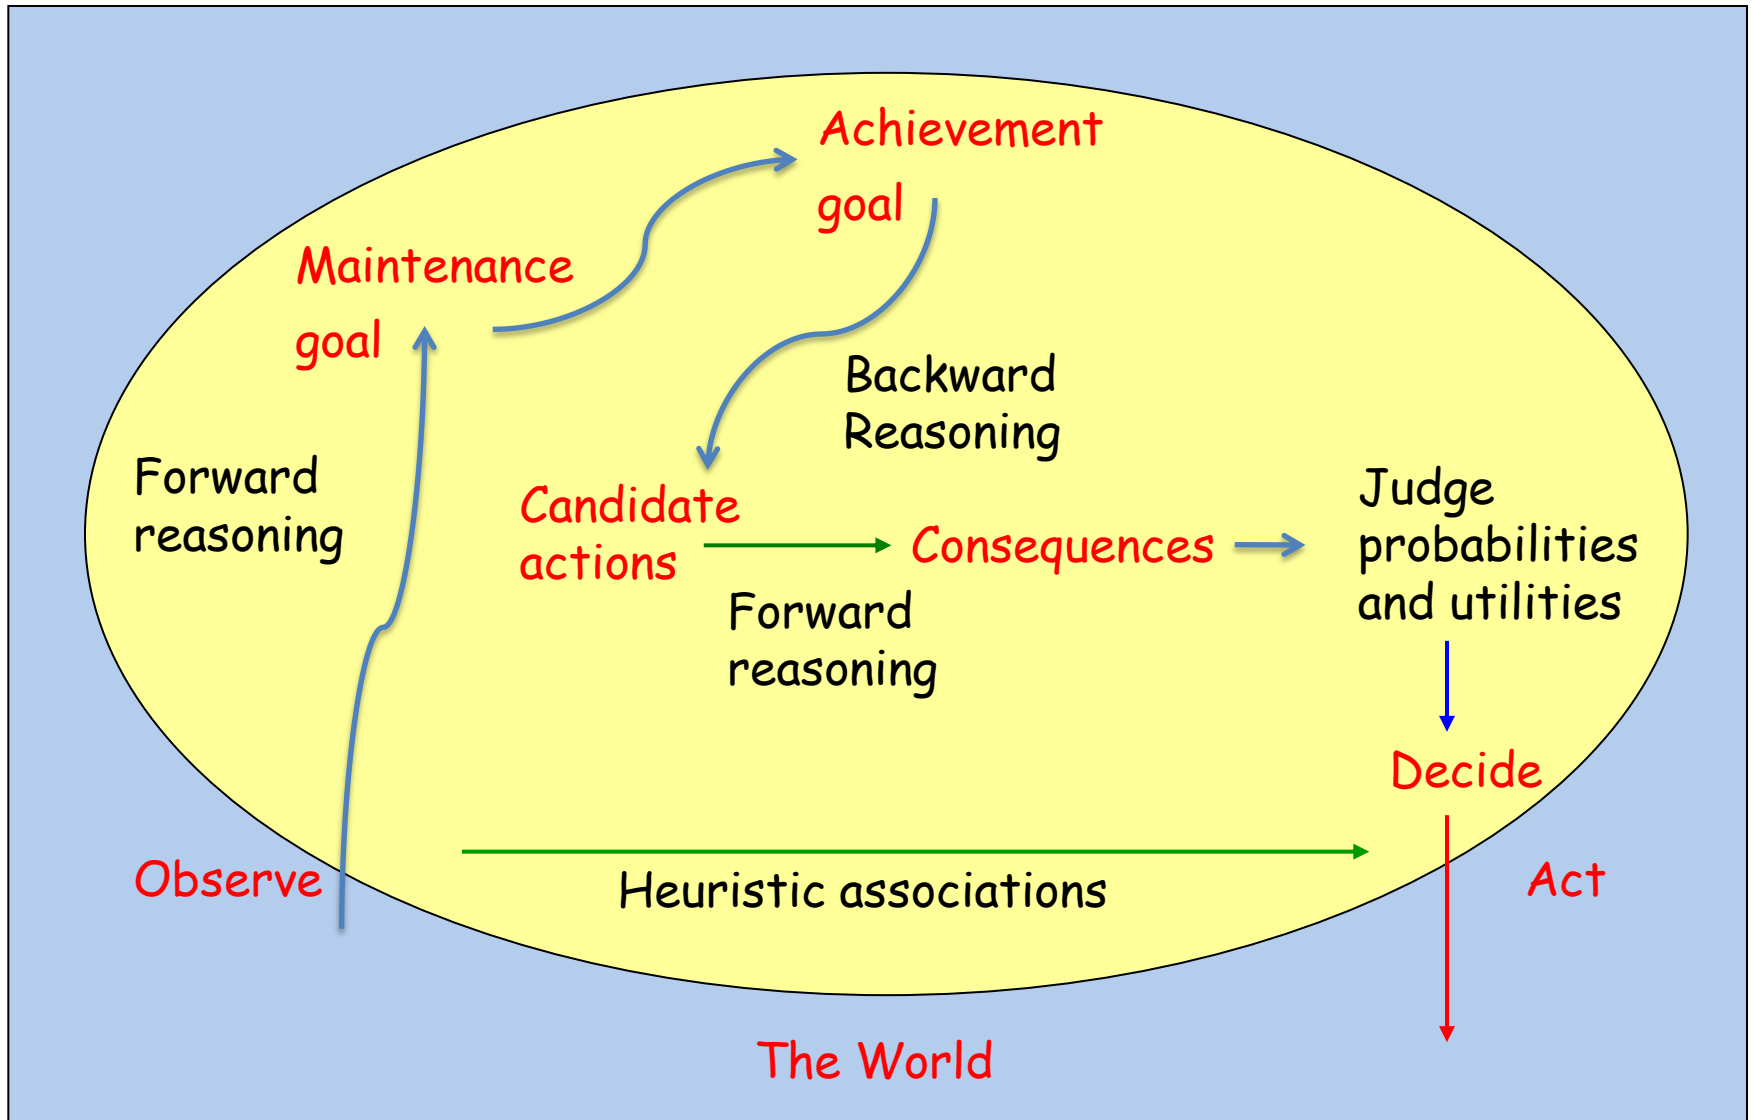 Achievement
goal
Maintenance
goal
Backward
Reasoning
Forward
reasoning
Candidate
actions
Consequences
Judge
probabilities
and utilities
Forward
reasoning
Decide
Observe
Heuristic associations
Act
The World